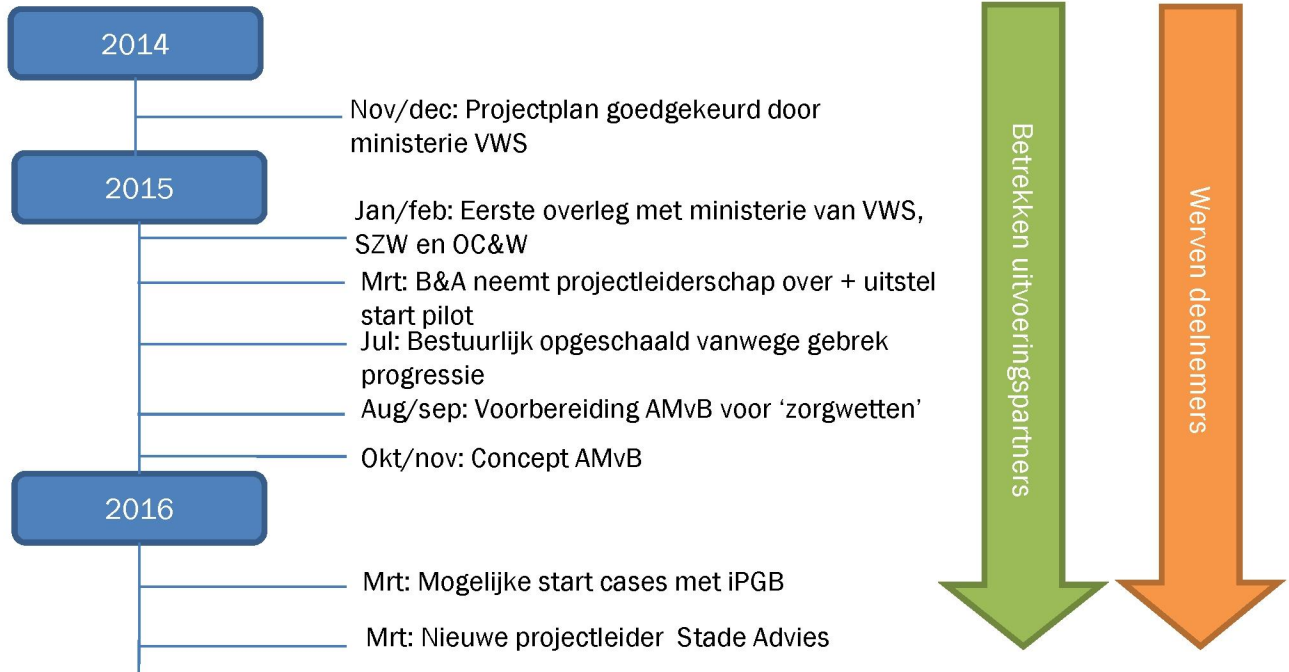 2014
Nov/dec: Projectplan goedgekeurd door
ministerie VWS
2015
Jan/feb: Eerste overleg met ministerie van VWS,
SZW en OC&W
Mrt: B&A neemt projectleiderschap over + uitstel
start pilot
Jul: Bestuurlijk opgeschaald vanwege gebrek
progressie
Aug/sep: Voorbereiding AMvB voor ‘zorgwetten’
Okt/nov: Concept AMvB
2016
Mrt: Mogelijke start cases met iPGB
Mrt: Nieuwe projectleider Stade Advies
Betrekken uitvoeringspartners
Werven deelnemers